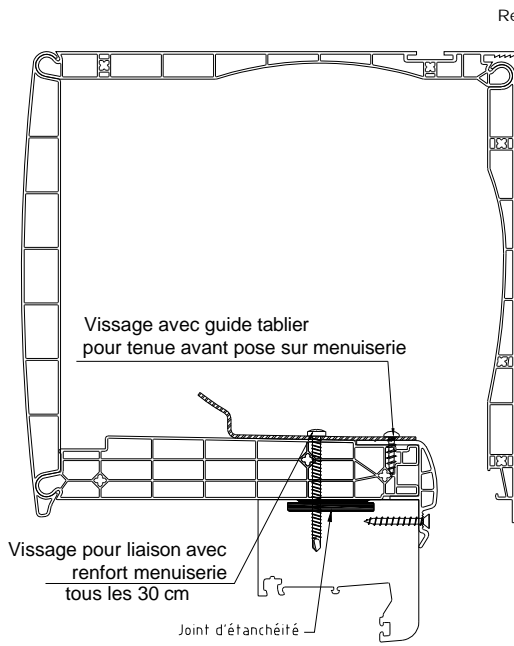 Re
Vissage avec guide tablier
pour tenue avant pose sur menuiserie
Vissage pour liaison avec
renfort menuiserie
tous les 30 cm
Joint d'étanchéité